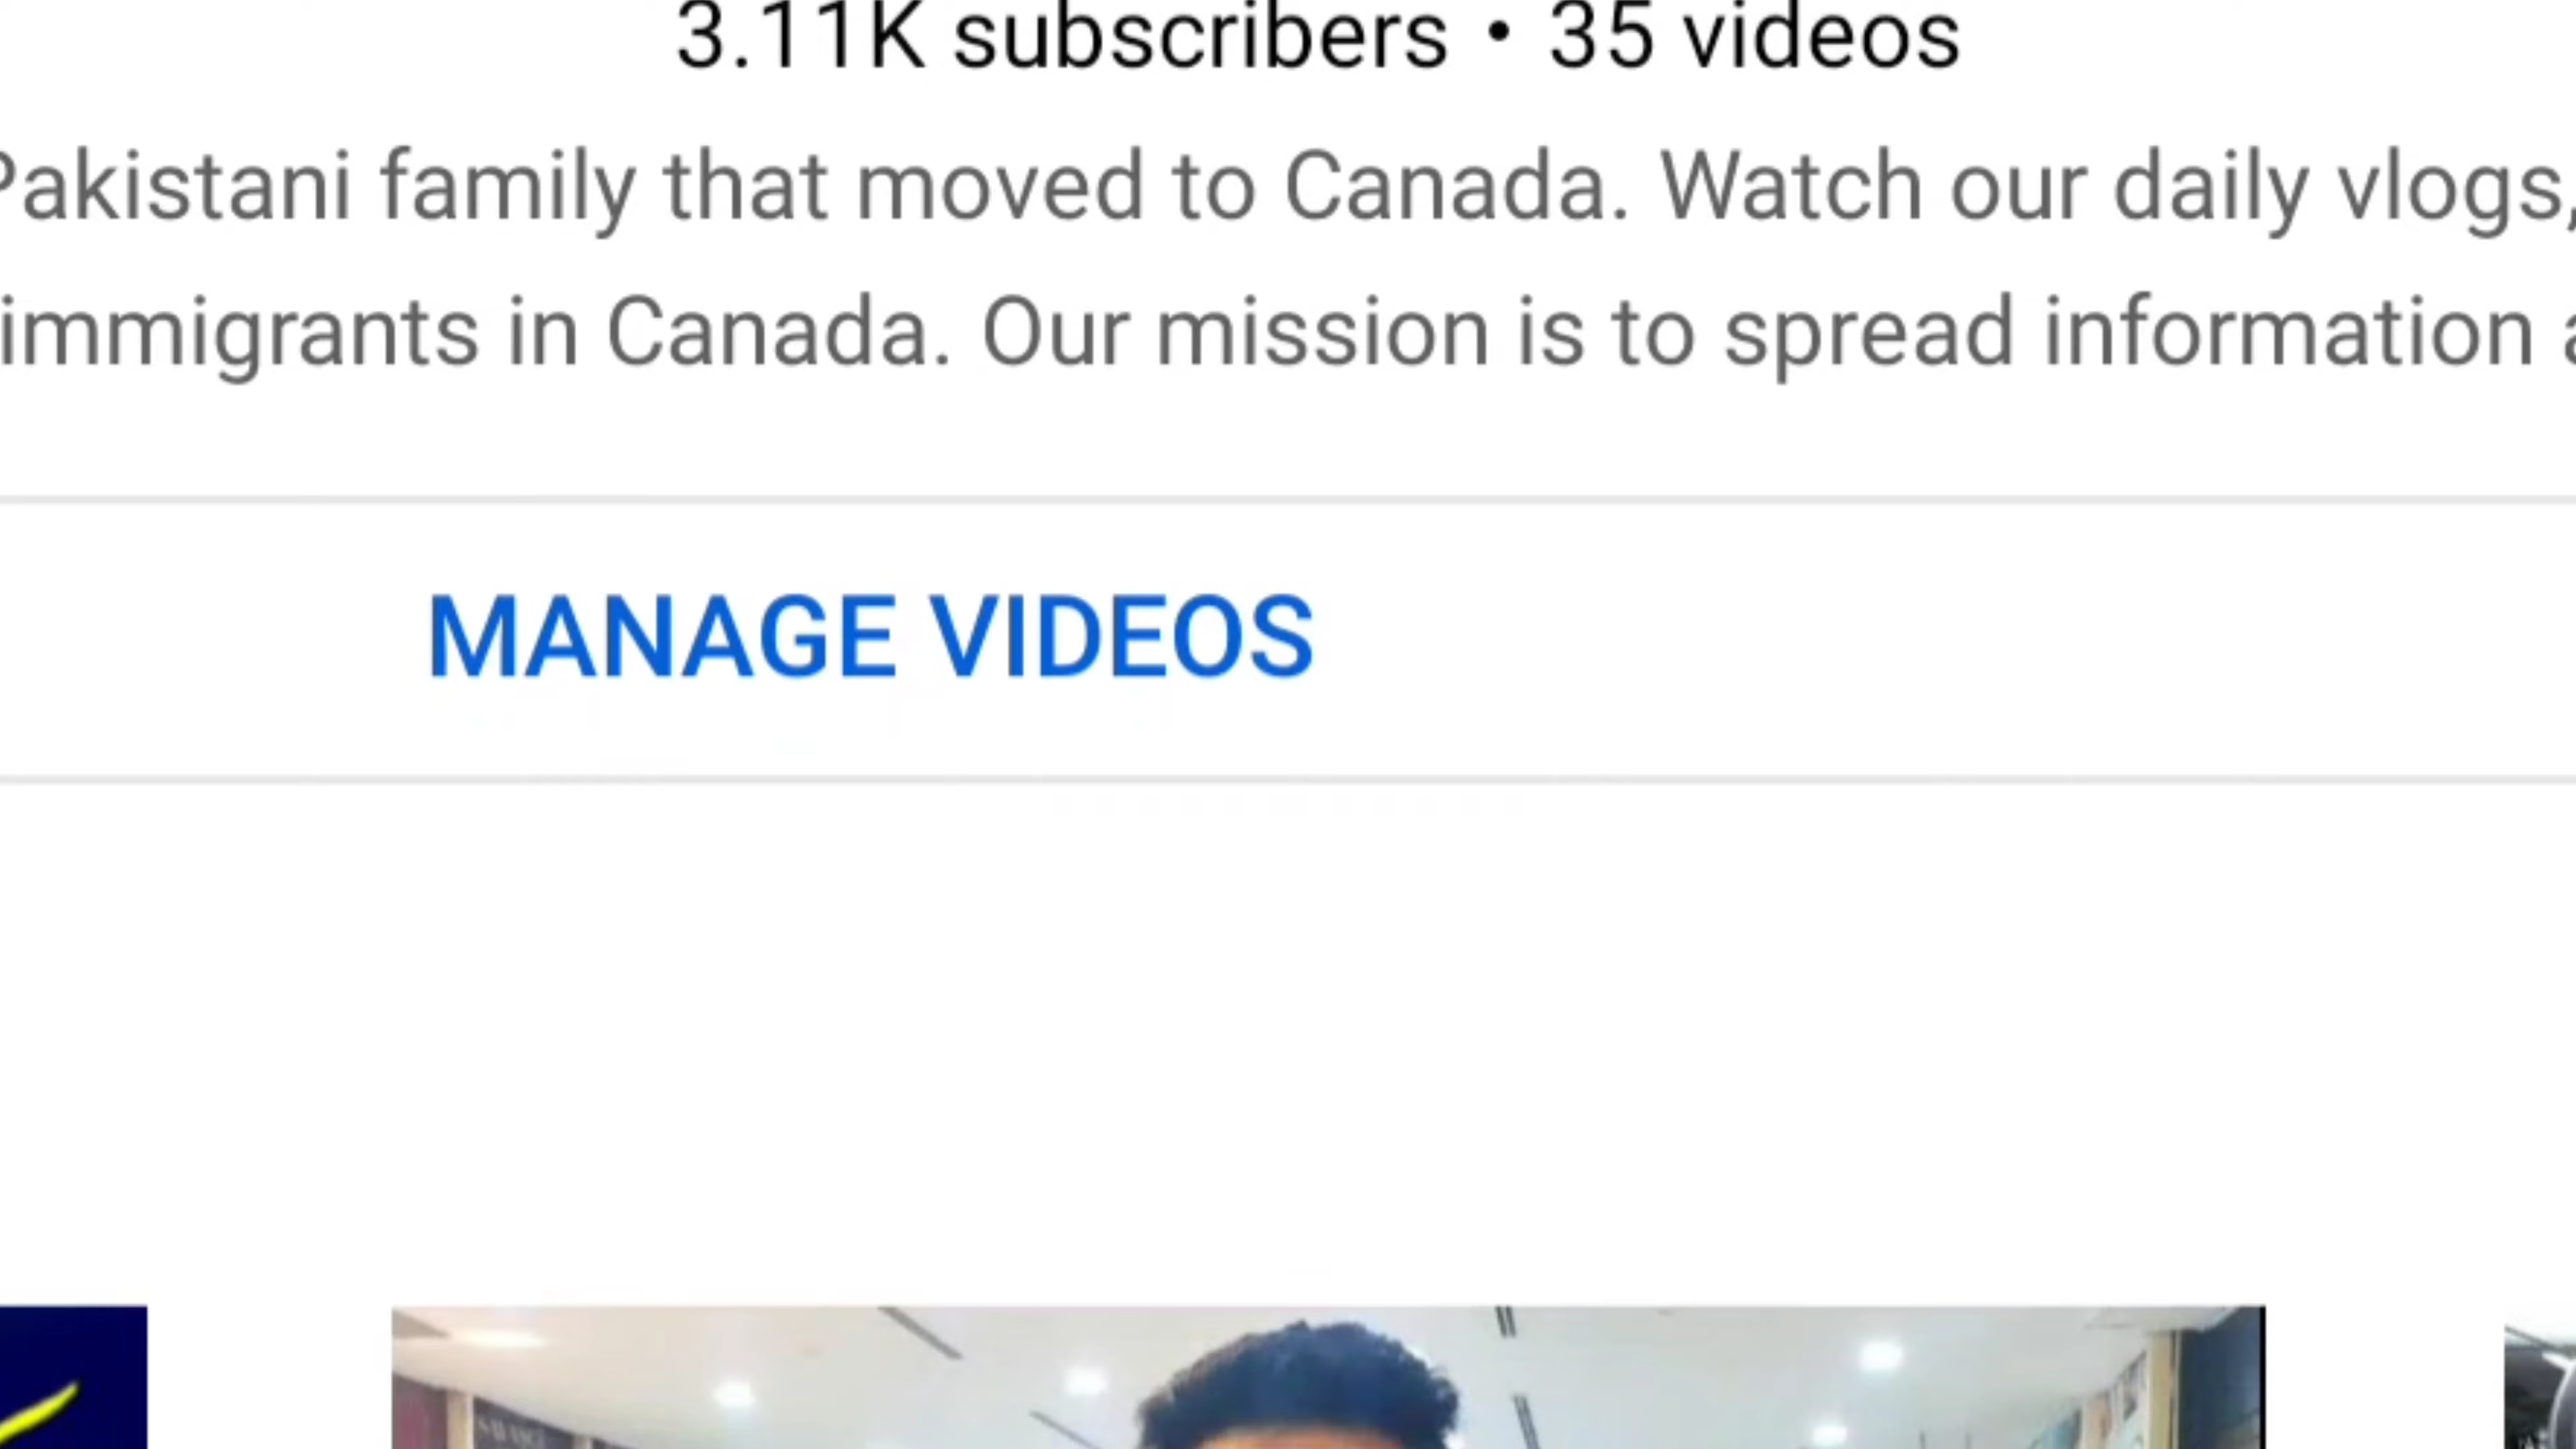 3.11K subscribers • 35 videos
Pakistani family that moved to Canada. Watch our daily vlogs,
immigrants in Canada. Our mission is to spread information
MANAGE VIDEOS